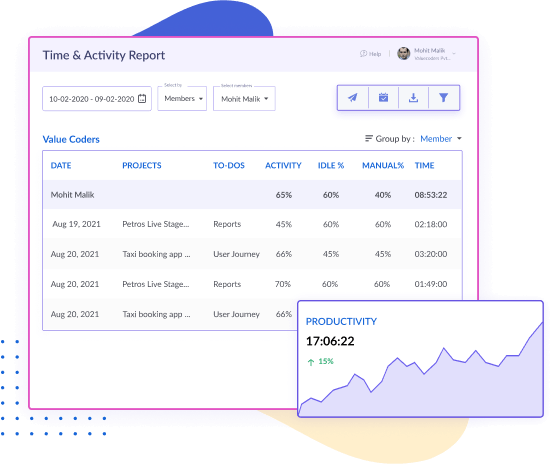 Time & Activity Report
Help
Mohit Malik
Select by
Select members
10-02-2020 - 09-02-2020
Members
Mohit Malik
Value Coders
Group by : Member
DATE PROJECTS TO-DOS ACTIVITY IDLE % MANUAL% TIME
Mohit Malik 65% 60% 40% 08:53:22
Aug 19, 2021 Petros Live Stage... Reports 45% 60% 60% 02:18:00
Aug 20, 2021 Taxi booking app ... User Journey 66% 45% 45% 03:20:00
Aug 20, 2021 Petros Live Stage... Reports 70% 60% 60% 01:49:00
Aug 20, 2021 Taxi booking app ... User Journey 66%
PRODUCTIVITY
17:06:22
15%